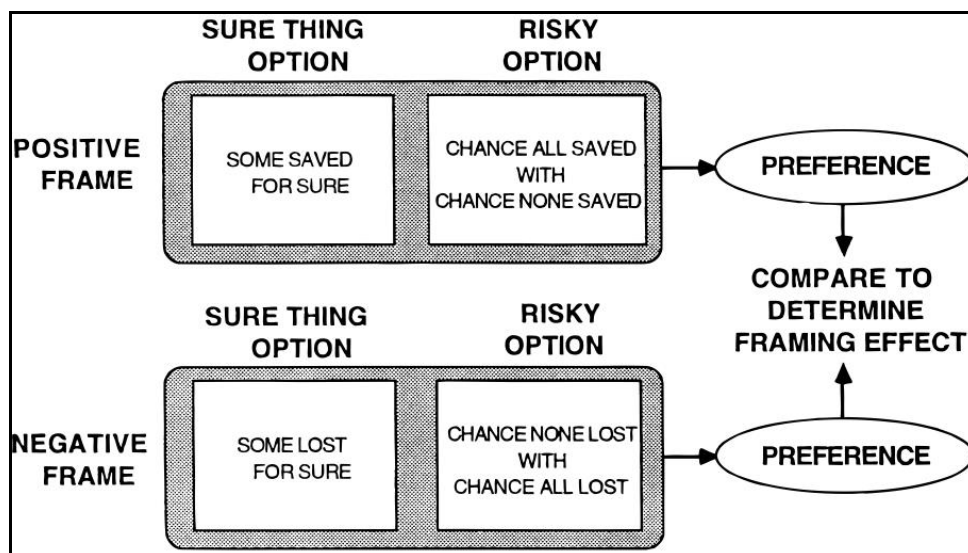 SURE THING
OPTION
RISKY
OPTION
POSITIVE
FRAME
SOME SAVED
FOR SURE
CHANCE ALL SAVED
WITH
CHANCE NONE SAVED
PREFERENCE
COMPARE TO
DETERMINE
FRAMING EFFECT
SURE THING
OPTION
RISKY
OPTION
NEGATIVE
FRAME
SOME LOST
FOR SURE
CHANCE NONE LOST
WITH
CHANCE ALL LOST
PREFERENCE